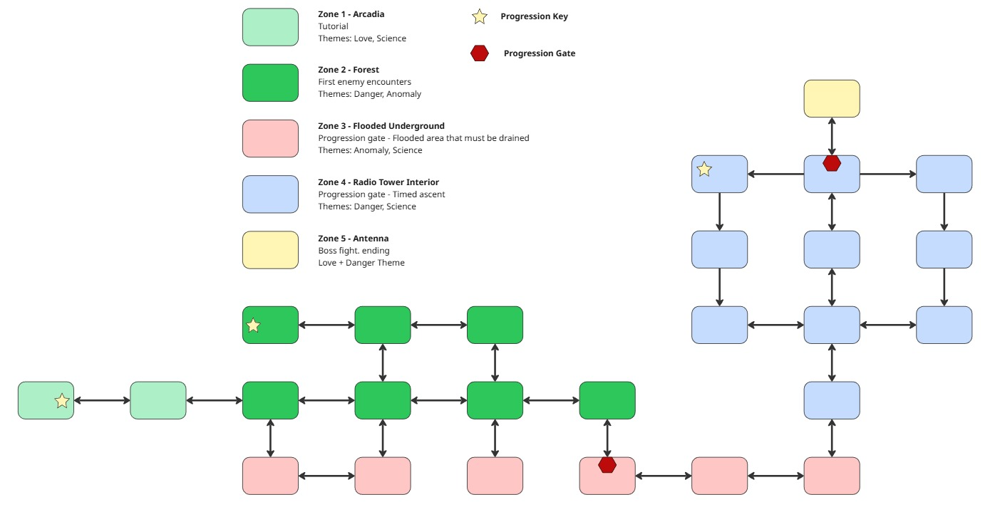 Zone 1 - Arcadia
Tutorial
Themes: Love, Science
Progression Key
Progression Gate
Zone 2 - Forest
First enemy encounters
Themes: Danger, Anomaly
Zone 3 - Flooded Underground
Progression gate - Flooded area that must be drained
Themes: Anomaly, Science
Zone 4 - Radio Tower Interior
Progression gate - Timed ascent
Themes: Danger, Science
Zone 5 - Antenna
Boss fight. ending
Love + Danger Theme